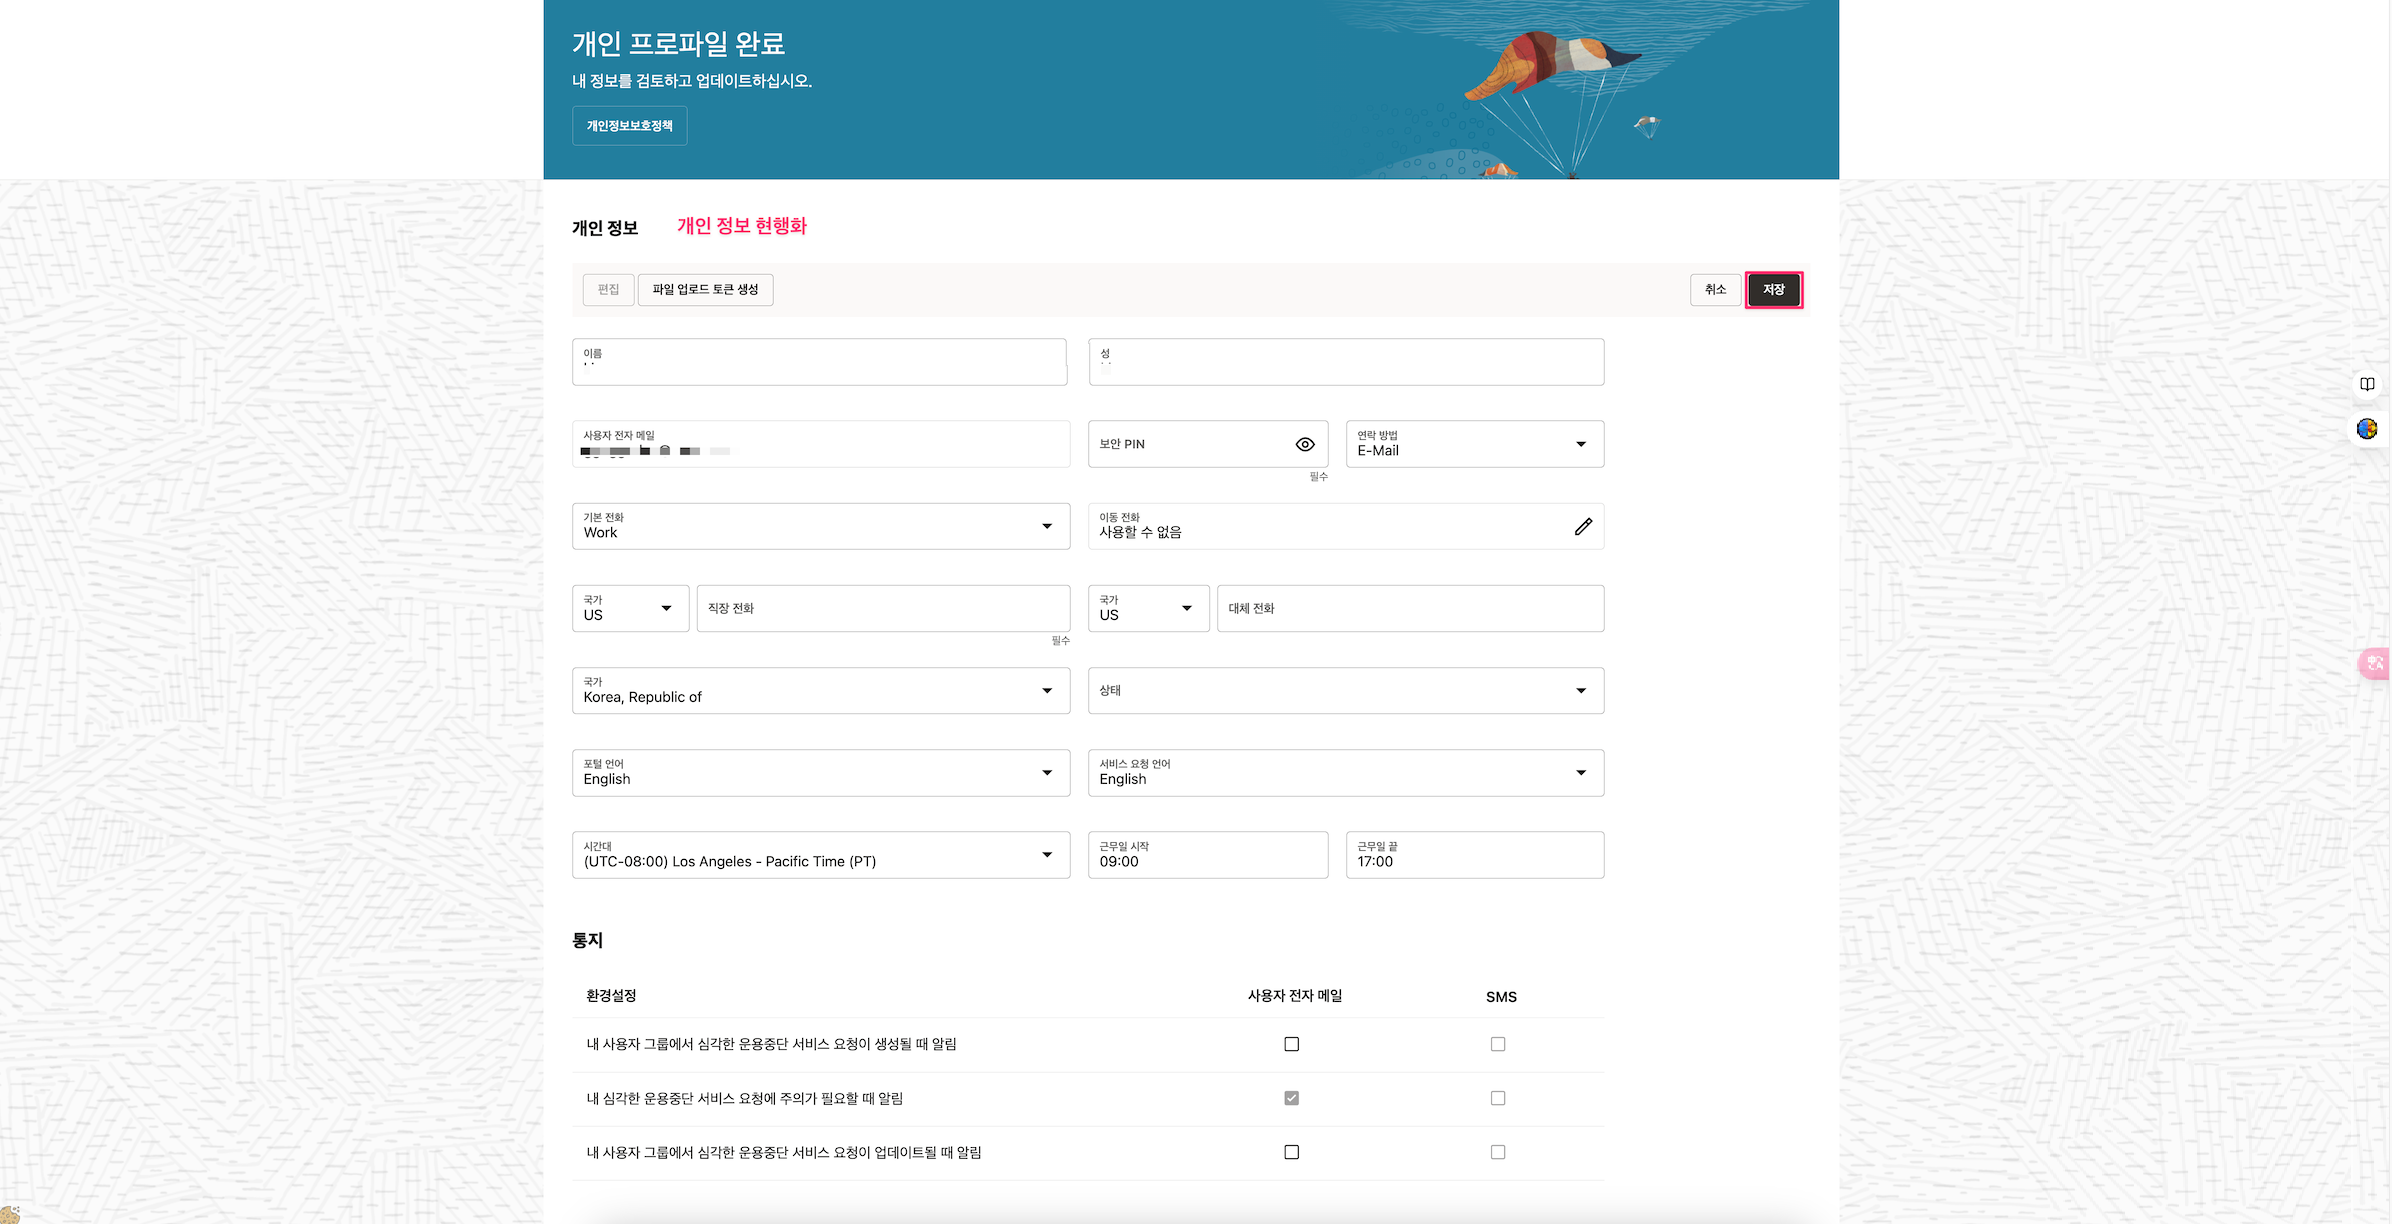 개인 프로파일 완료
내 정보를 검토하고 업데이트하십시오.
개인정보보호정책
개인 정보 개인 정보 현행화
편집 파일 업로드 토큰 생성 취소 저장
이름 성
사용자 전자 메일 보안 PIN 연락 방법
E-Mail
필수
기본 전화 이동 전화
Work 사용할 수 없음
국가 직장 전화 국가 대체 전화
US US
필수
국가 상태
Korea, Republic of
포털 언어 서비스 요청 언어
English English
시간대 근무일 시작 근무일 끝
(UTC-08:00) Los Angeles - Pacific Time (PT) 09:00 17:00
통지
환경설정 사용자 전자 메일 SMS
내 사용자 그룹에서 심각한 운용중단 서비스 요청이 생성될 때 알림
내 심각한 운용중단 서비스 요청에 주의가 필요할 때 알림
내 사용자 그룹에서 심각한 운용중단 서비스 요청이 업데이트될 때 알림